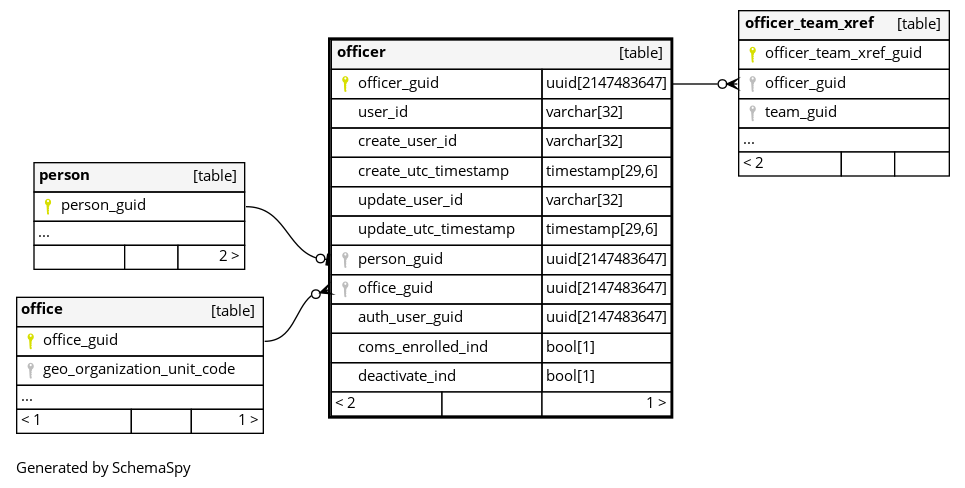 officer_team_xref [table]
officer_team_xref_guid
officer_guid
team_guid
...
< 2
officer [table]
officer_guid uuid[2147483647]
user_id varchar[32]
create_user_id varchar[32]
create_utc_timestamp timestamp[29,6]
update_user_id varchar[32]
update_utc_timestamp timestamp[29,6]
person_guid uuid[2147483647]
office_guid uuid[2147483647]
auth_user_guid uuid[2147483647]
coms_enrolled_ind bool[1]
deactivate_ind bool[1]
< 2 1 >
person [table]
person_guid
...
2 >
office [table]
office_guid
geo_organization_unit_code
...
< 1 1 >
Generated by SchemaSpy